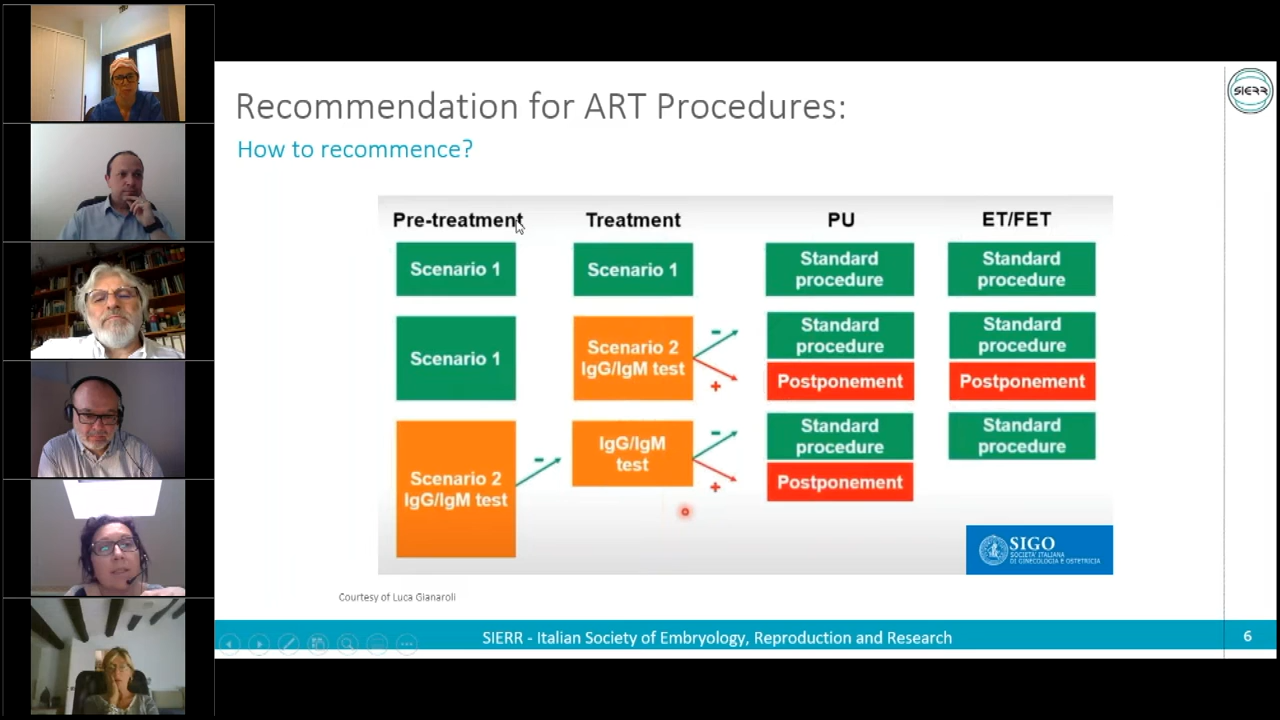 Recommendation for ART Procedures:
How to recommence?
SIERR
Pre-treatment
Treatment
PU
ET/FET
Scenario 1
Scenario 1
Standard
procedure
Standard
procedure
Scenario 1
Scenario 2
IgG/IgM test
-
+
Standard
procedure
Postponement
Standard
procedure
Postponement
Scenario 2
IgG/IgM test
-
IgG/IgM
test
-
+
Standard
procedure
Postponement
Standard
procedure
SIGO
SOCIETÀ ITALIANA
DI GINECOLOGIA E OSTETRICIA
Courtesy of Luca Gianaroli
SIERR - Italian Society of Embryology, Reproduction and Research
6